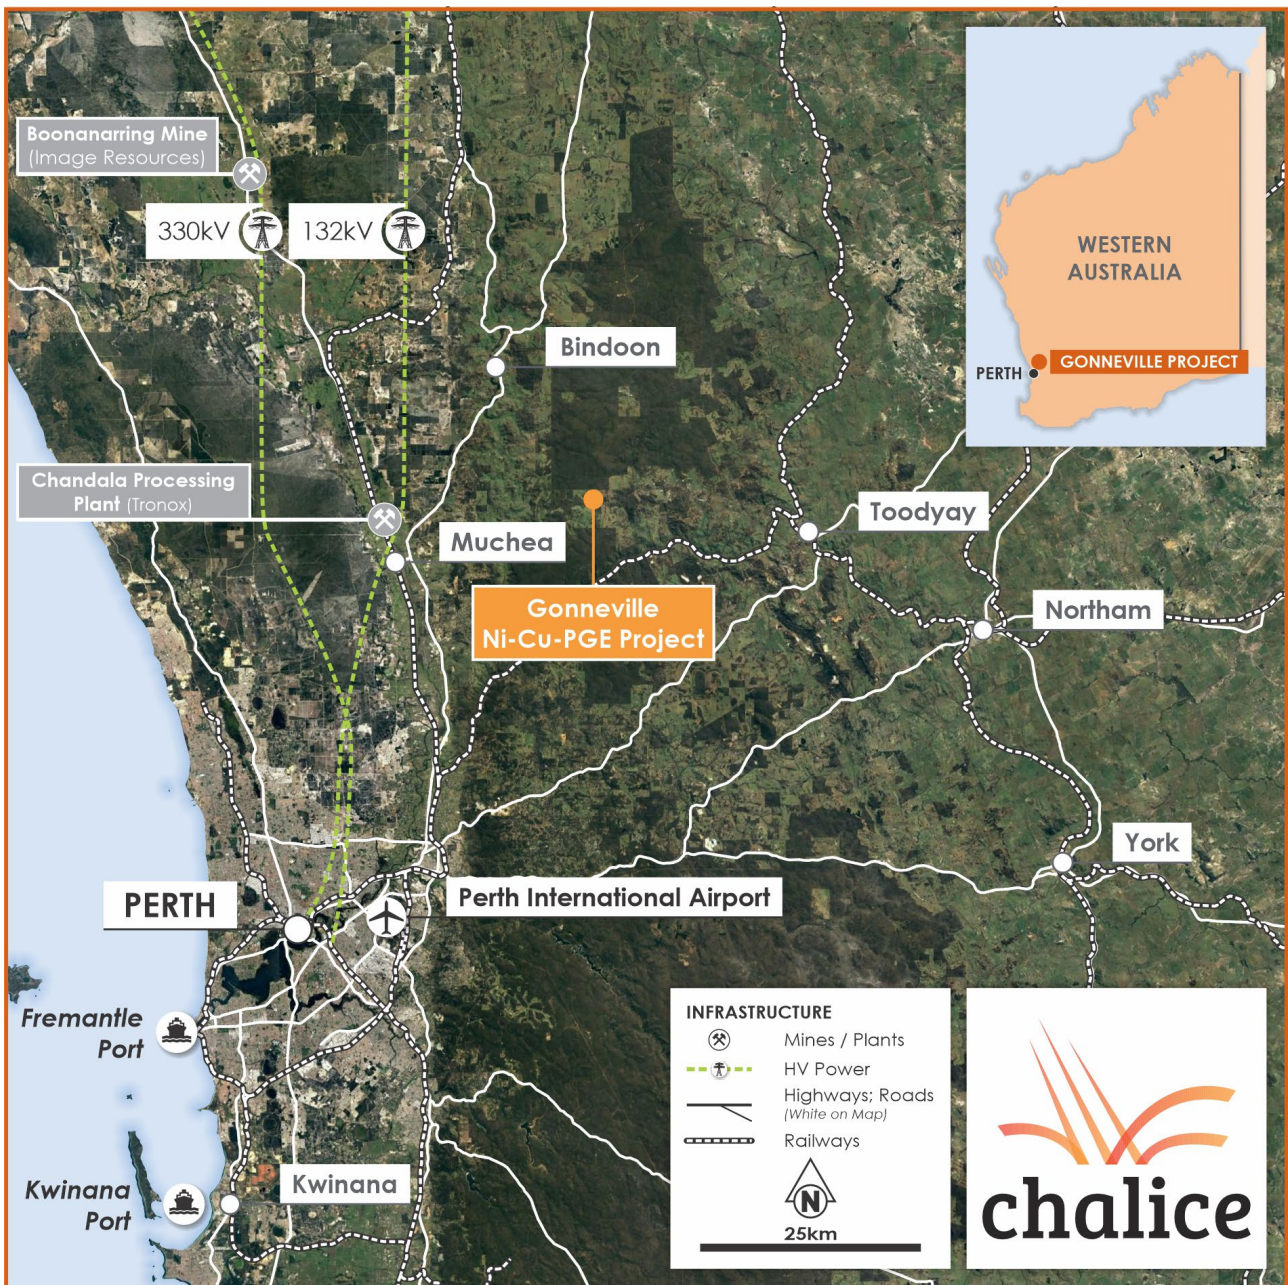 Boonanarring Mine
(Image Resources)
330kV
132kV
Bindoon
WESTERN
AUSTRALIA
PERTH
GONNEVILLE PROJECT
Chandala Processing
Plant (Tronox)
Muchea
Toodyay
Gonneville
Ni-Cu-PGE Project
Northam
York
PERTH
Perth International Airport
Fremantle
Port
Kwinana
Port
Kwinana
INFRASTRUCTURE
Mines / Plants
HV Power
Highways; Roads
(White on Map)
Railways
N
25km
chalice